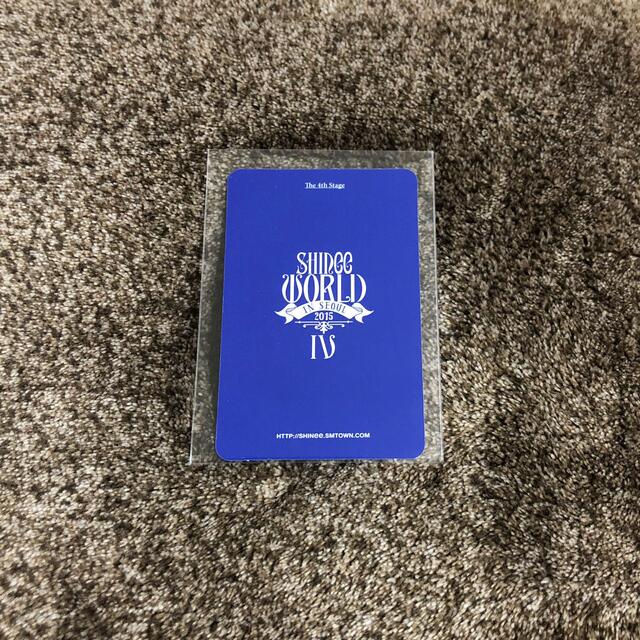 The 4th Stage
SHINee
WORLD
IN SEOUL
2015
IV
HTTP://SHINee.SMTOWN.COM